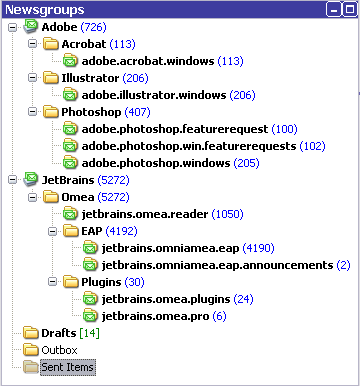 Newsgroups
Adobe (726)
Acrobat (113)
adobe.acrobat.windows (113)
Illustrator (206)
adobe.illustrator.windows (206)
Photoshop (407)
adobe.photoshop.featurerequest (100)
adobe.photoshop.win.featurerequests (102)
adobe.photoshop.windows (205)
JetBrains (5272)
Omea (5272)
jetbrains.omea.reader (1050)
EAP (4192)
jetbrains.omniamea.eap (4190)
jetbrains.omniamea.eap.announcements (2)
Plugins (30)
jetbrains.omea.plugins (24)
jetbrains.omea.pro (6)
Drafts [14]
Outbox
Sent Items